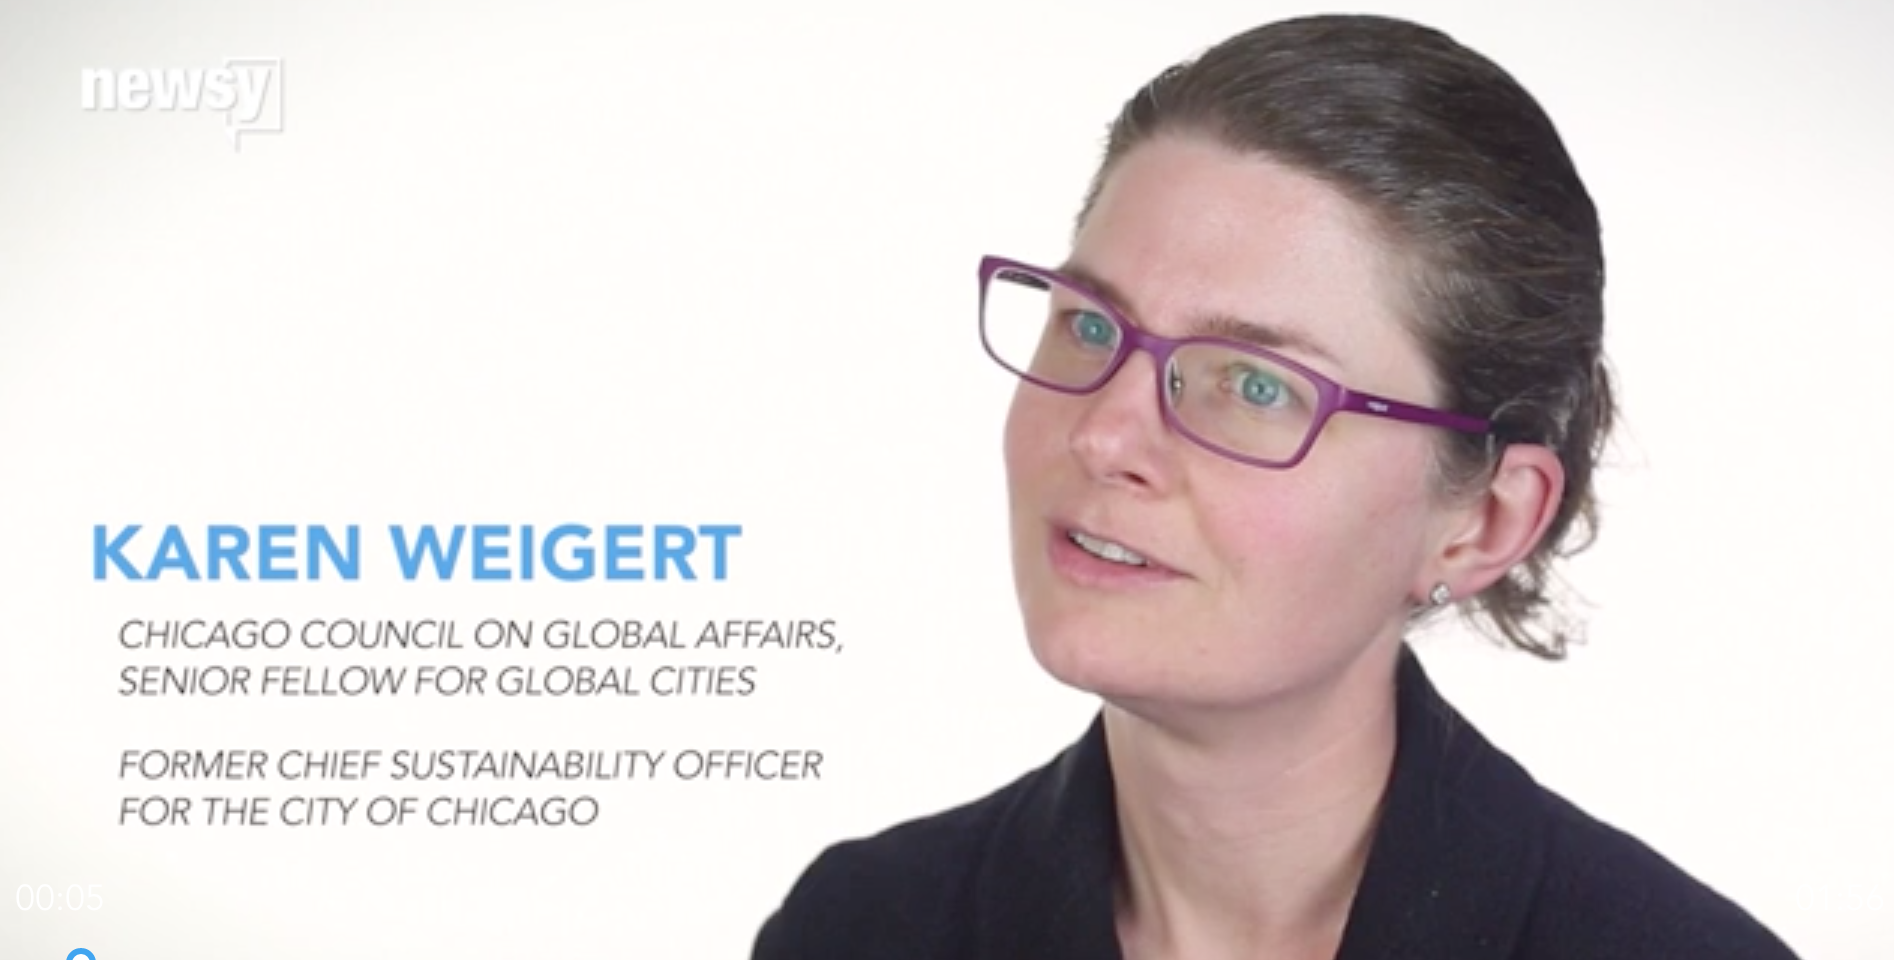 newsy
KAREN WEIGERT
CHICAGO COUNCIL ON GLOBAL AFFAIRS,
SENIOR FELLOW FOR GLOBAL CITIES
FORMER CHIEF SUSTAINABILITY OFFICER
FOR THE CITY OF CHICAGO
00:05